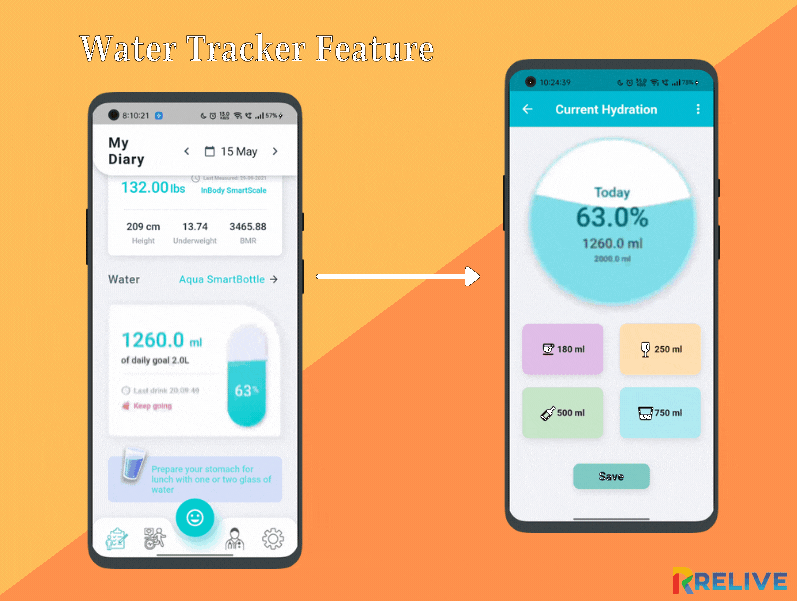 Water Tracker Feature
8:10:21
57%
My
Diary
15 May
Last Measured: 25-09-2021
132.00 lbs
InBody SmartScale
209 cm
13.74
3465.88
Height
Underweight
BMR
Water
Aqua SmartBottle
1260.0 ml
of daily goal 2.0L
Last drink 20:09:48
Keep going
63%
Prepare your stomach for
lunch with one or two glass of
water
10:24:39
73%
Current Hydration
Today
63.0%
1260.0 ml
2000.0 ml
180 ml
250 ml
500 ml
750 ml
Save
RELIVE